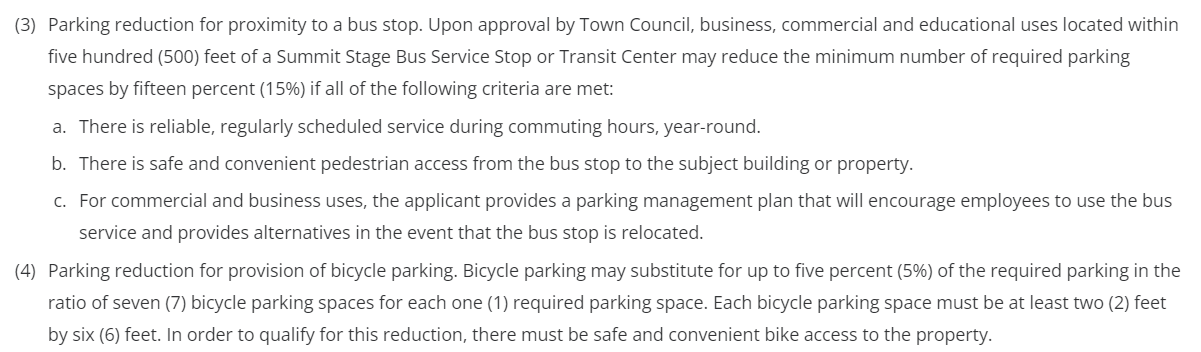 (3) Parking reduction for proximity to a bus stop. Upon approval by Town Council, business, commercial and educational uses located within
five hundred (500) feet of a Summit Stage Bus Service Stop or Transit Center may reduce the minimum number of required parking
spaces by fifteen percent (15%) if all of the following criteria are met:
a. There is reliable, regularly scheduled service during commuting hours, year-round.
b. There is safe and convenient pedestrian access from the bus stop to the subject building or property.
c. For commercial and business uses, the applicant provides a parking management plan that will encourage employees to use the bus
service and provides alternatives in the event that the bus stop is relocated.
(4) Parking reduction for provision of bicycle parking. Bicycle parking may substitute for up to five percent (5%) of the required parking in the
ratio of seven (7) bicycle parking spaces for each one (1) required parking space. Each bicycle parking space must be at least two (2) feet
by six (6) feet. In order to qualify for this reduction, there must be safe and convenient bike access to the property.